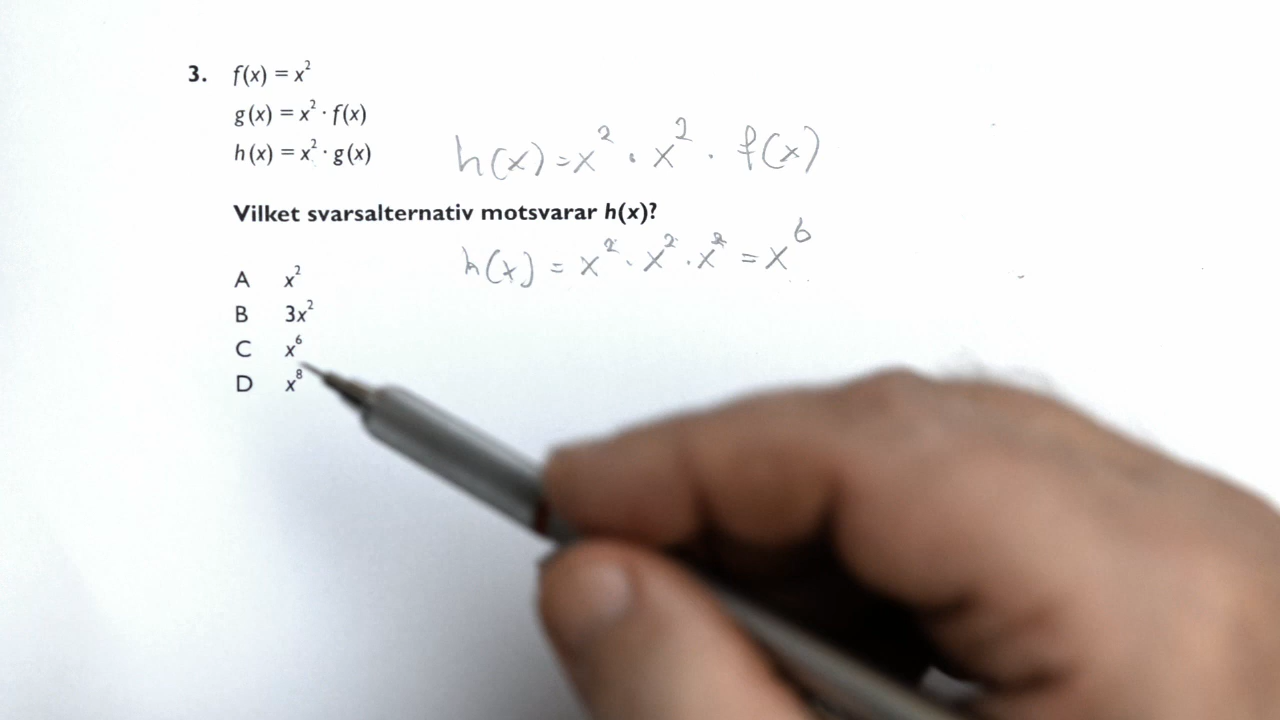 3. f(x) = x²
g(x) = x² · f(x)
h(x) = x² · g(x)
h(x) = x² · x² · f(x)
Vilket svarsalternativ motsvarar h(x)?
h(x) = x² · x² · x² = x⁶
A x²
B 3x²
C x⁶
D x⁸